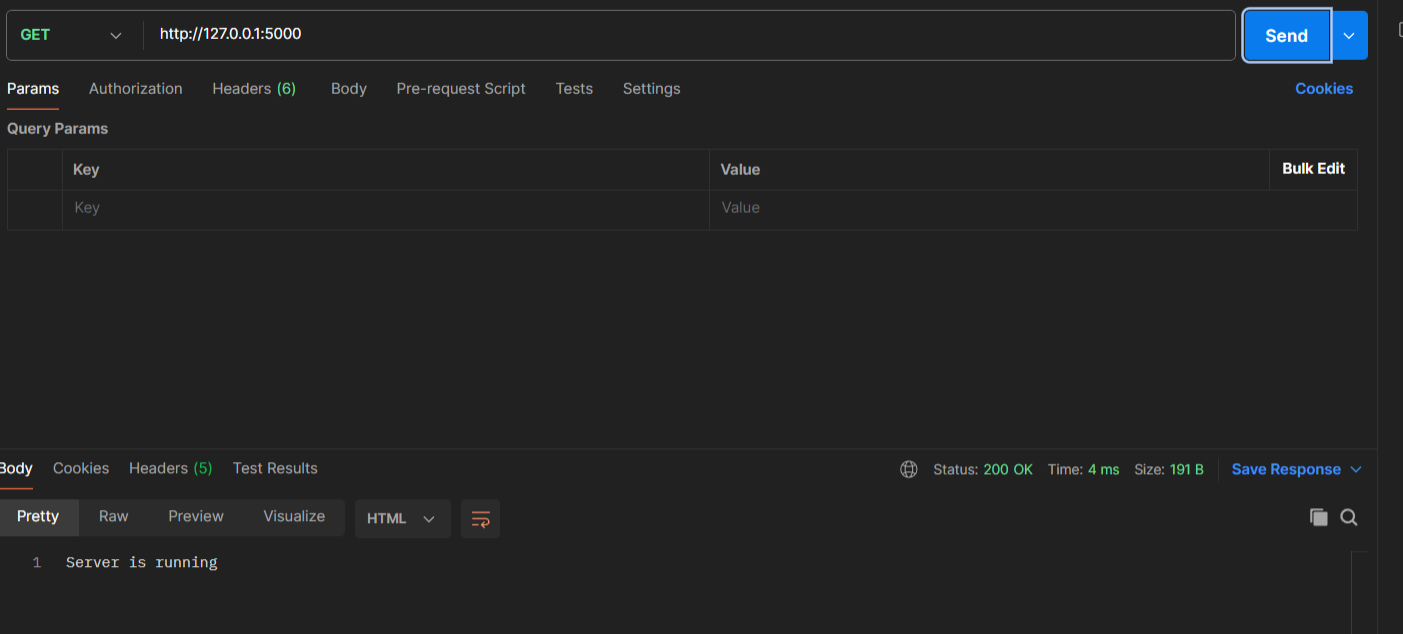 GET http://127.0.0.1:5000 Send
Params Authorization Headers (6) Body Pre-request Script Tests Settings Cookies
Query Params
Key Value Bulk Edit
Key Value
Body Cookies Headers (5) Test Results Status: 200 OK Time: 4 ms Size: 191 B Save Response
Pretty Raw Preview Visualize HTML
1 Server is running